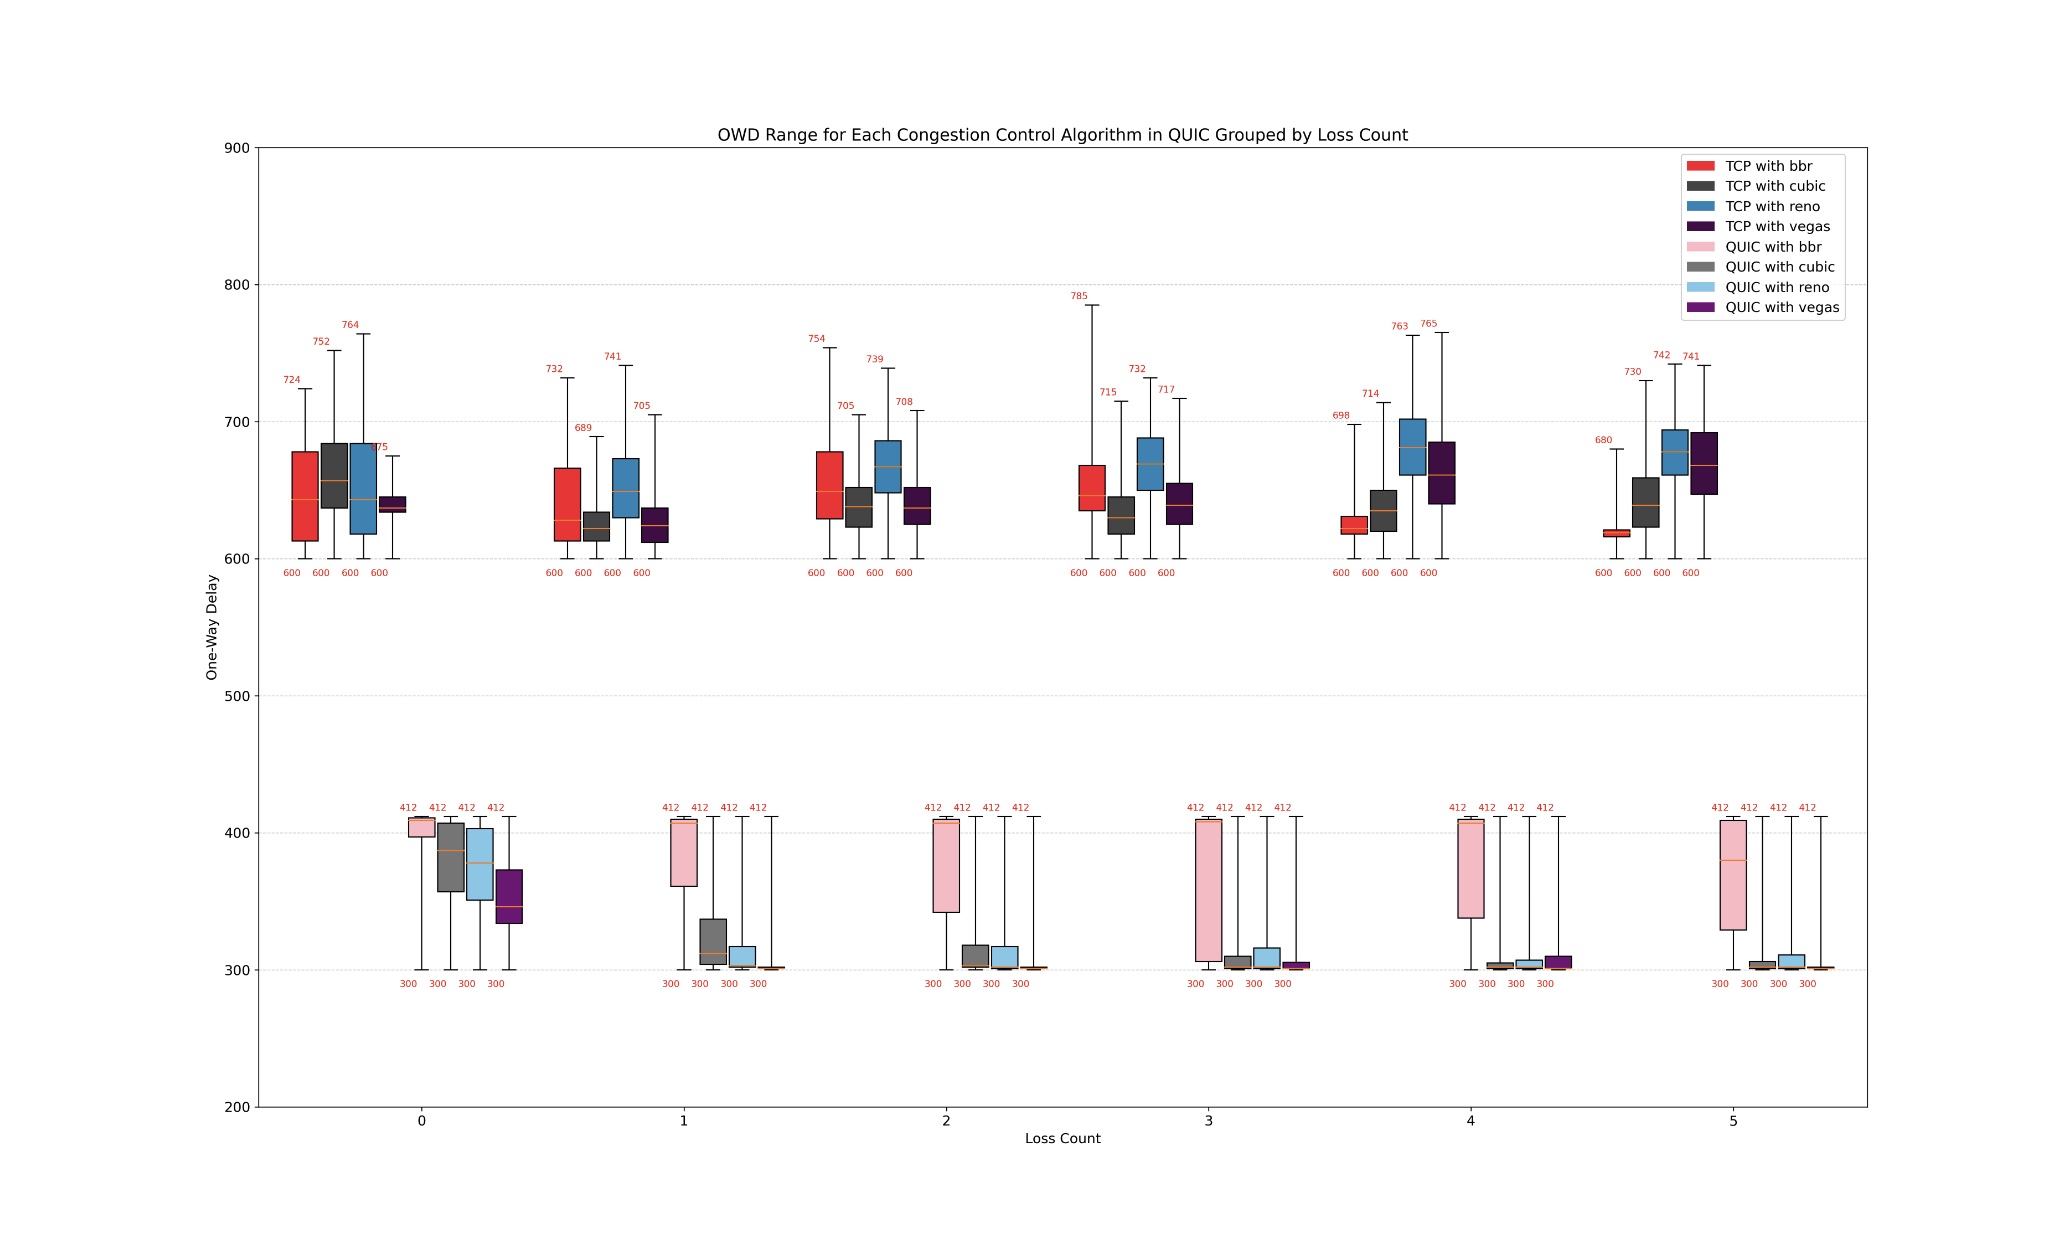 OWD Range for Each Congestion Control Algorithm in QUIC Grouped by Loss Count
900
800
700
600
500
400
300
200
One-Way Delay
TCP with bbr
TCP with cubic
TCP with reno
TCP with vegas
QUIC with bbr
QUIC with cubic
QUIC with reno
QUIC with vegas
724 752 764 675
732 689 741 705
754 705 739 708
785 715 732 717
698 714 763 765
680 730 742 741
600 600 600 600
600 600 600 600
600 600 600 600
600 600 600 600
600 600 600 600
600 600 600 600
412 412 412 412
412 412 412 412
412 412 412 412
412 412 412 412
412 412 412 412
412 412 412 412
300 300 300 300
300 300 300 300
300 300 300 300
300 300 300 300
300 300 300 300
300 300 300 300
0 1 2 3 4 5
Loss Count